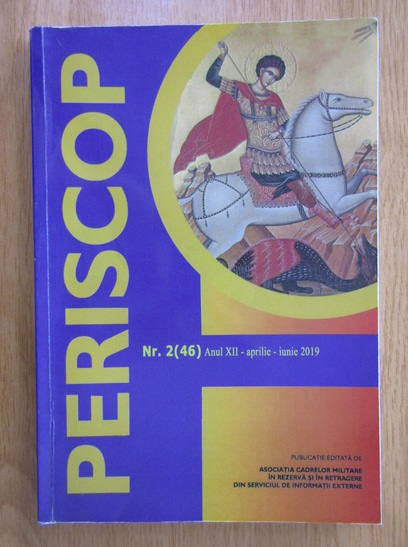 PERISCOP
Nr. 2(46) Anul XII - aprilie - iunie 2019
PUBLICAȚIE EDITATĂ DE
ASOCIAȚIA CADRELOR MILITARE
ÎN REZERVĂ ȘI ÎN RETRAGERE
DIN SERVICIUL DE INFORMAȚII EXTERNE